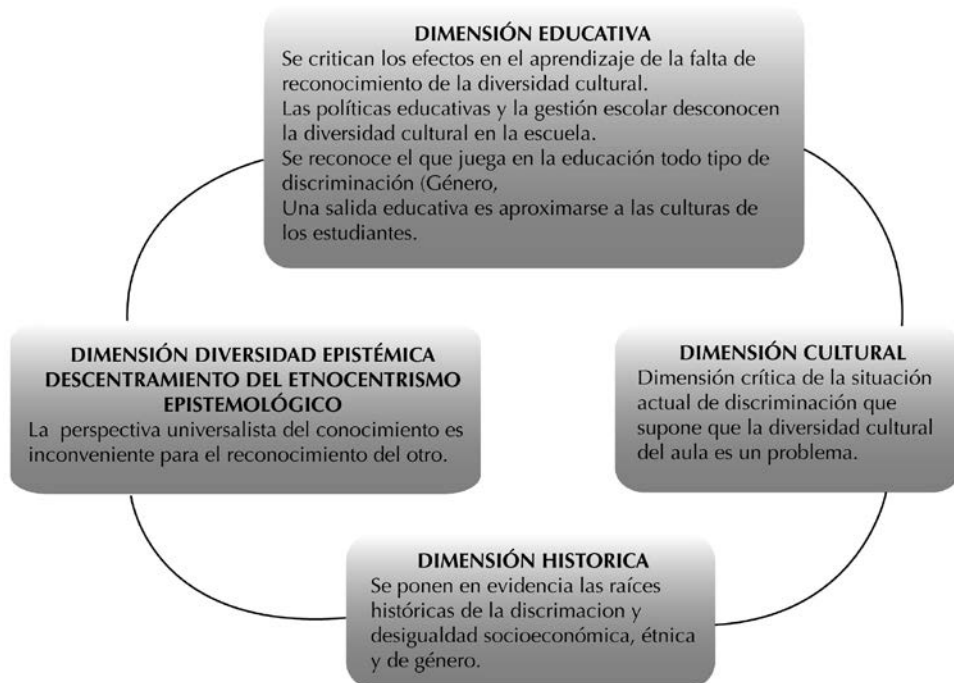 DIMENSIÓN EDUCATIVA
Se critican los efectos en el aprendizaje de la falta de
reconocimiento de la diversidad cultural.
Las políticas educativas y la gestión escolar desconocen
la diversidad cultural en la escuela.
Se reconoce el que juega en la educación todo tipo de
discriminación (Género,
Una salida educativa es aproximarse a las culturas de
los estudiantes.
DIMENSIÓN DIVERSIDAD EPISTÉMICA
DESCENTRAMIENTO DEL ETNOCENTRISMO
EPISTEMOLÓGICO
La perspectiva universalista del conocimiento es
inconveniente para el reconocimiento del otro.
DIMENSIÓN CULTURAL
Dimensión crítica de la situación
actual de discriminación que
supone que la diversidad cultural
del aula es un problema.
DIMENSIÓN HISTORICA
Se ponen en evidencia las raíces
históricas de la discrimacion y
desigualdad socioeconómica, étnica
y de género.